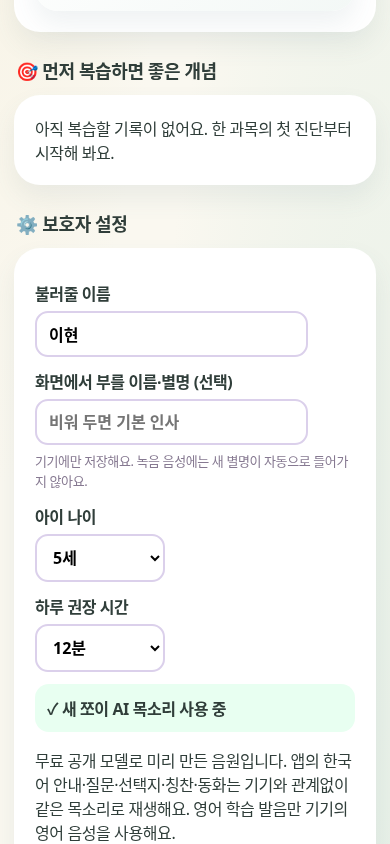 🎯 먼저 복습하면 좋은 개념
아직 복습할 기록이 없어요. 한 과목의 첫 진단부터
시작해 봐요.
⚙️ 보호자 설정
불러줄 이름
이현
화면에서 부를 이름·별명 (선택)
비워 두면 기본 인사
기기에만 저장해요. 녹음 음성에는 새 별명이 자동으로 들어가
지 않아요.
아이 나이
5세
하루 권장 시간
12분
✓ 새 쪼이 AI 목소리 사용 중
무료 공개 모델로 미리 만든 음원입니다. 앱의 한국
어 안내·질문·선택지·칭찬·동화는 기기와 관계없이
같은 목소리로 재생해요. 영어 학습 발음만 기기의
영어 음성을 사용해요.